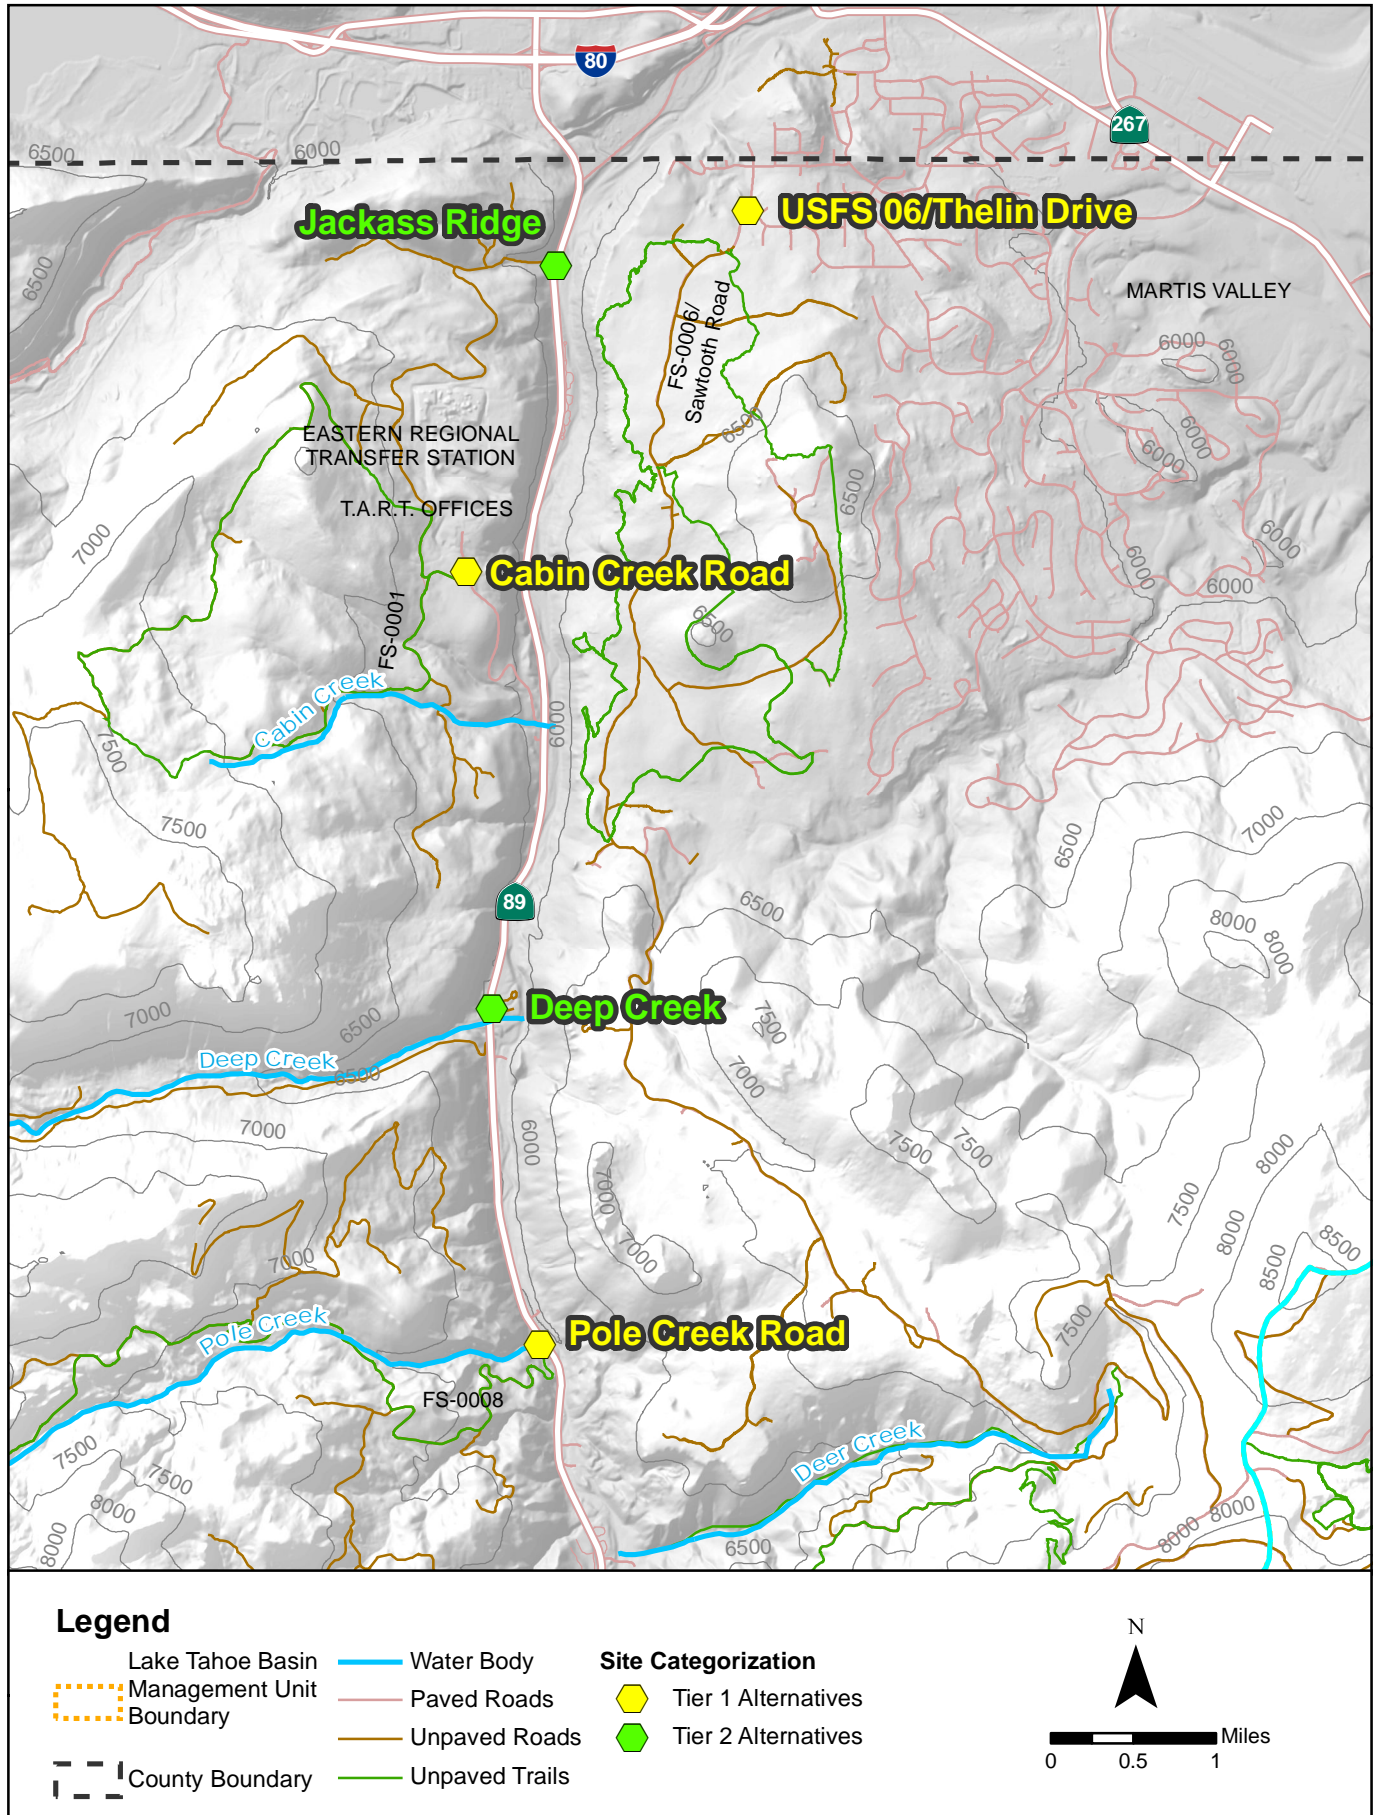 80
267
6500
6000
Jackass Ridge
USFS 06/Thelin Drive
6500
MARTIS VALLEY
FS-0006/
Sawtooth Road
6000
6000
6500
EASTERN REGIONAL
TRANSFER STATION
6000
6000
6500
T.A.R.T. OFFICES
7000
6000
6000
Cabin Creek Road
6000
FS-0001
6500
Cabin Creek
6000
7500
7500
7000
6500
89
6500
8000
8000
7000
6500
Deep Creek
7500
Deep Creek
6500
7000
7000
6000
7500
7500
8000
7000
7500
7000
8000
8500
7000
8500
Pole Creek
Pole Creek Road
7500
FS-0008
7500
7500
Deer Creek
8000
8000
6500
8000
8000
Legend
Lake Tahoe Basin
Management Unit
Boundary
County Boundary
Water Body
Paved Roads
Unpaved Roads
Unpaved Trails
Site Categorization
Tier 1 Alternatives
Tier 2 Alternatives
N
Miles
0 0.5 1